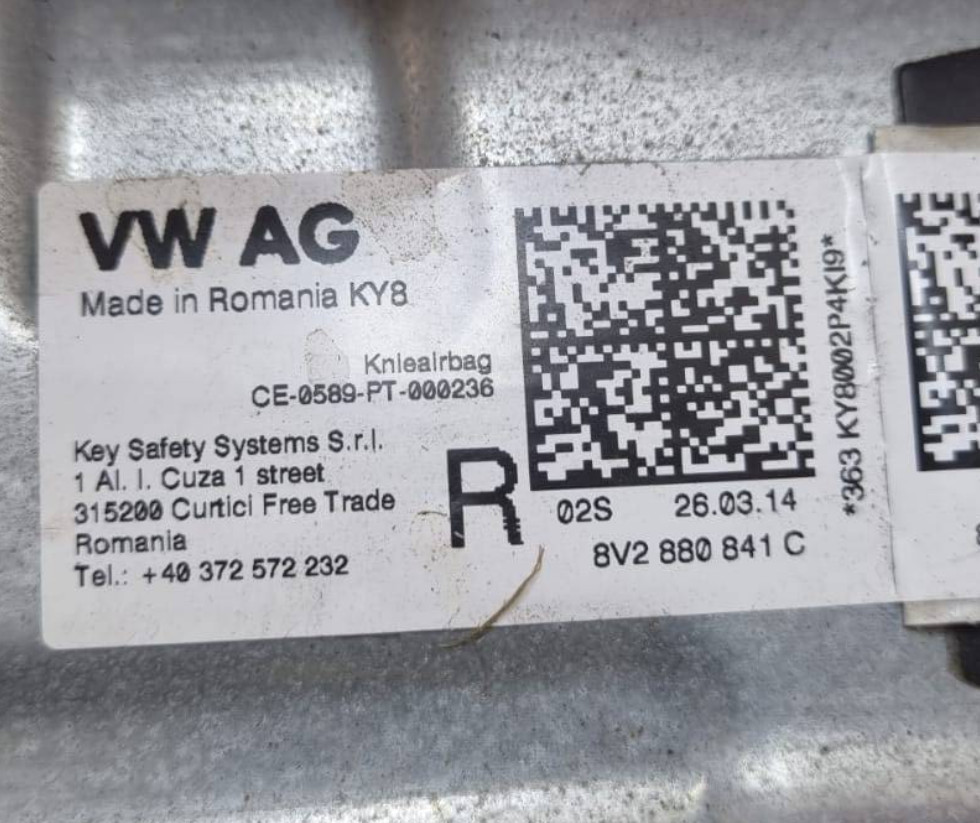 VW AG
Made in Romania KY8
Knieairbag
CE-0589-PT-000236
Key Safety Systems S.r.l.
1 Al. I. Cuza 1 street
315200 Curtici Free Trade
Romania
Tel.: +40 372 572 232
R
02S 26.03.14
8V2 880 841 C
*363 KY8002P4KI9*